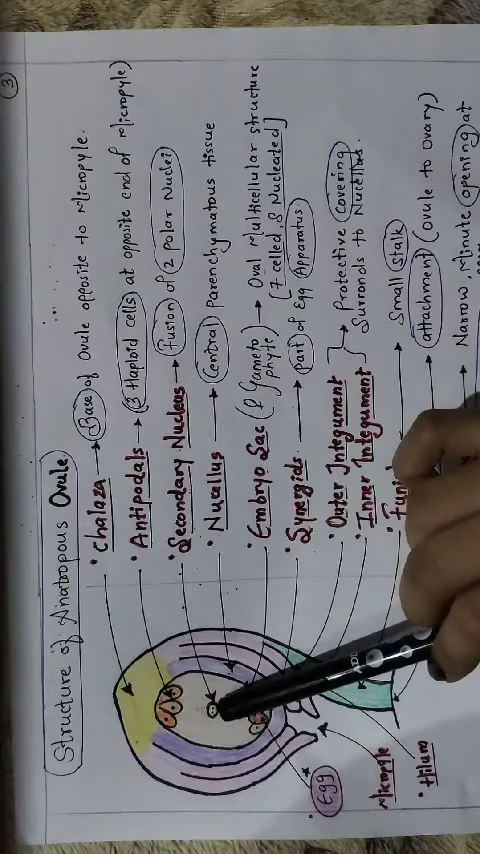 3
Structure of Anatropous Ovule.
• Chalaza → Base of Ovule opposite to Micropyle.
• Antipodals → 3 Haploid cells at opposite end of Micropyle)
• Secondary Nucleus → Fusion of 2 Polar Nuclei
• Nucellus → Central Parenchymatous tissue
• Embryo Sac (♀ Gameto
phyte) → Oval Multicellular structure
[7 celled, 8 Nucleated]
• Synergids. → part of Egg Apparatus.
• Outer Integument
• Inner Integument
} → Protective Covering
Surronds to Nucellus.
→ Small stalk
→ attachment (ovule to ovary)
→ Narrow, Minute opening at
Egg
Micropyle
• Hilum